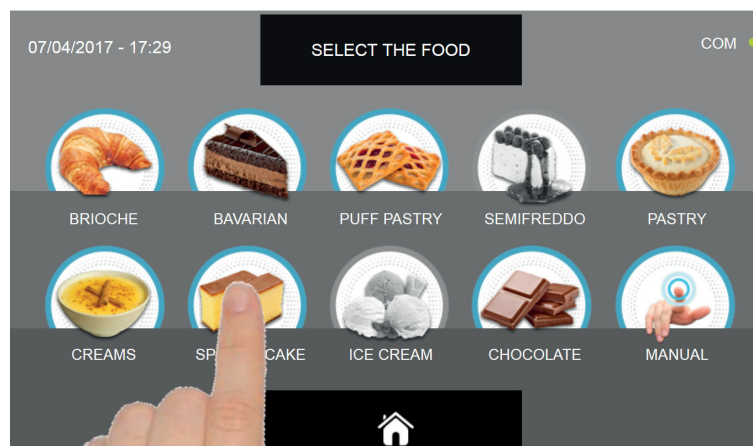 07/04/2017 - 17:29
SELECT THE FOOD
COM
BRIOCHE
BAVARIAN
PUFF PASTRY
SEMIFREDDO
PASTRY
CREAMS
SP CAKE
ICE CREAM
CHOCOLATE
MANUAL